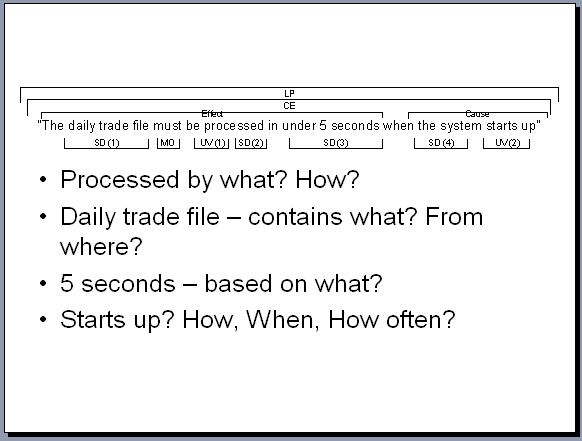 LP
CE
Effect Cause
"The daily trade file must be processed in under 5 seconds when the system starts up"
SD(1) MO UV(1) SD(2) SD(3) SD(4) UV(2)
• Processed by what? How?
• Daily trade file – contains what? From
where?
• 5 seconds – based on what?
• Starts up? How, When, How often?